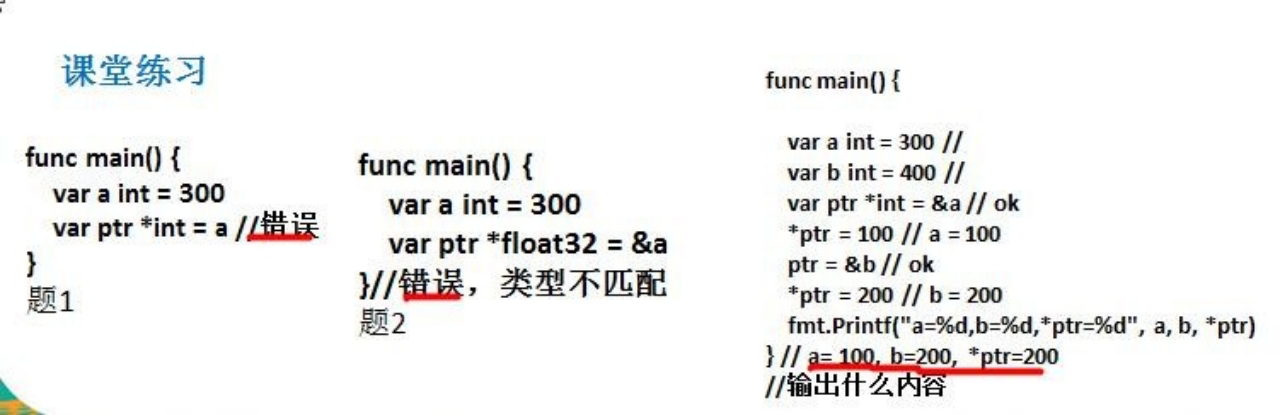 课堂练习
func main() {
var a int = 300
var ptr *int = a //错误
}
题1
func main() {
var a int = 300
var ptr *float32 = &a
}//错误，类型不匹配
题2
func main() {
var a int = 300 //
var b int = 400 //
var ptr *int = &a // ok
*ptr = 100 // a = 100
ptr = &b // ok
*ptr = 200 // b = 200
fmt.Printf("a=%d,b=%d,*ptr=%d", a, b, *ptr)
} // a= 100, b=200, *ptr=200
//输出什么内容